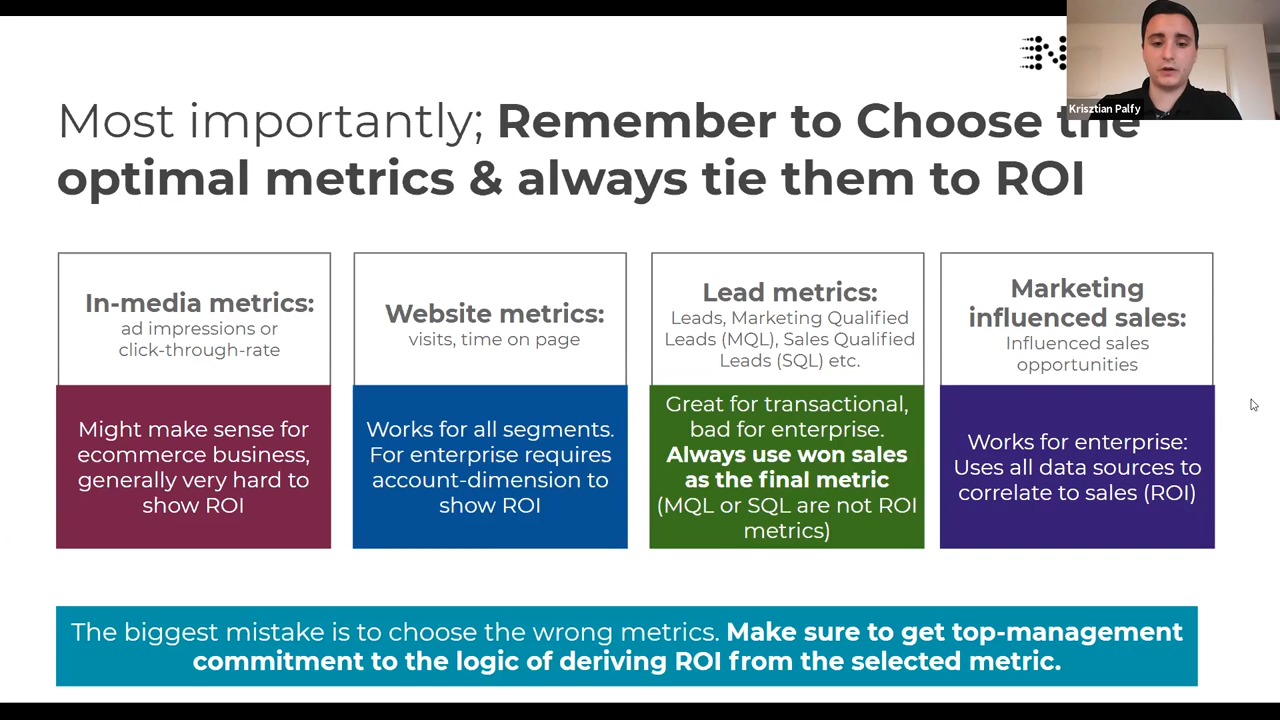 Krisztian Palfy
Most importantly; Remember to Choose the
optimal metrics & always tie them to ROI
In-media metrics:
ad impressions or
click-through-rate
Might make sense for
ecommerce business,
generally very hard to
show ROI
Website metrics:
visits, time on page
Works for all segments.
For enterprise requires
account-dimension to
show ROI
Lead metrics:
Leads, Marketing Qualified
Leads (MQL), Sales Qualified
Leads (SQL) etc.
Great for transactional,
bad for enterprise.
Always use won sales
as the final metric
(MQL or SQL are not ROI
metrics)
Marketing
influenced sales:
Influenced sales
opportunities
Works for enterprise:
Uses all data sources to
correlate to sales (ROI)
The biggest mistake is to choose the wrong metrics. Make sure to get top-management
commitment to the logic of deriving ROI from the selected metric.